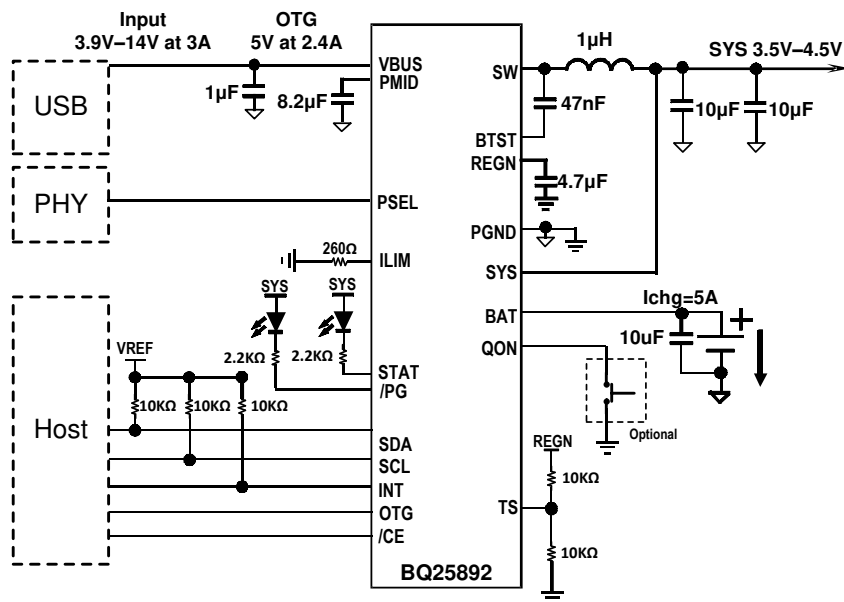 Input
3.9V–14V at 3A
OTG
5V at 2.4A
USB
PHY
Host
1µF
8.2µF
VBUS
PMID
PSEL
260Ω
ILIM
SYS
SYS
2.2KΩ
2.2KΩ
STAT
/PG
VREF
10KΩ
10KΩ
10KΩ
SDA
SCL
INT
OTG
/CE
BQ25892
SW
BTST
REGN
PGND
SYS
BAT
QON
TS
1µH
SYS 3.5V–4.5V
47nF
10µF
10µF
4.7µF
Ichg=5A
10uF
+
Optional
REGN
10KΩ
10KΩ